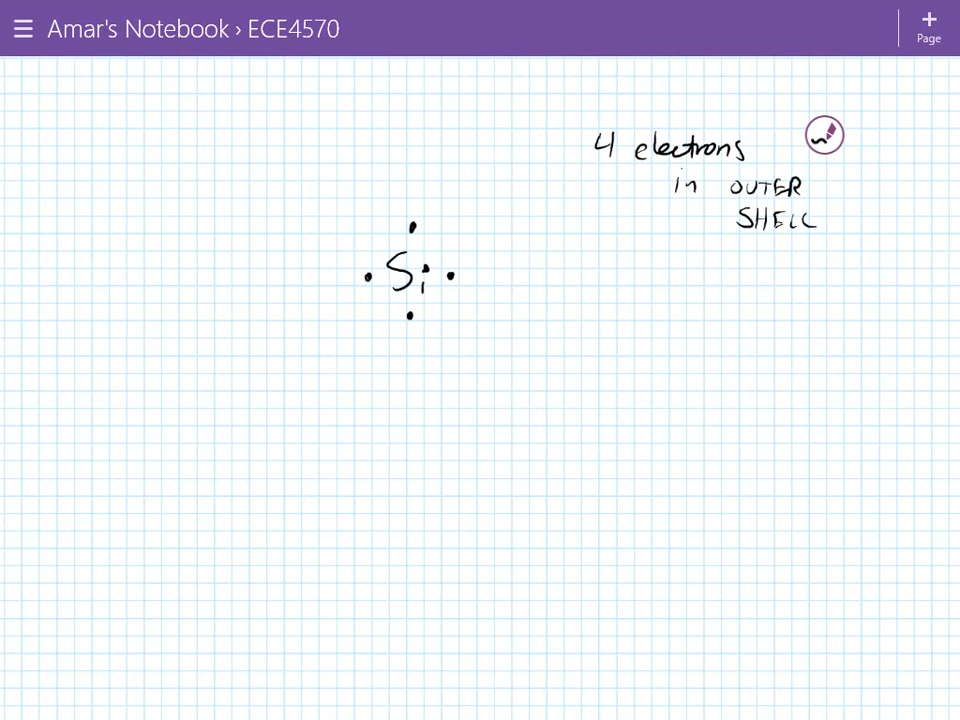 Amar's Notebook › ECE4570
Page
4 electrons
in OUTER
SHELL
Si